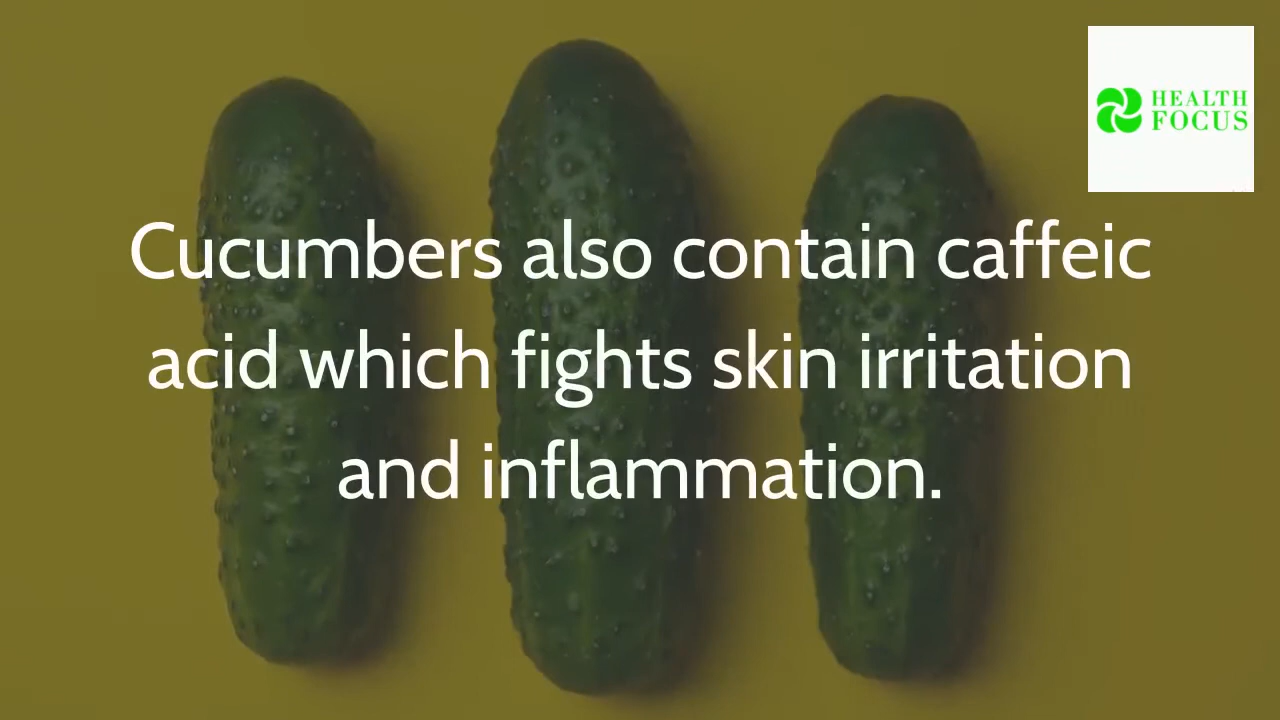 HEALTH
FOCUS
Cucumbers also contain caffeic
acid which fights skin irritation
and inflammation.